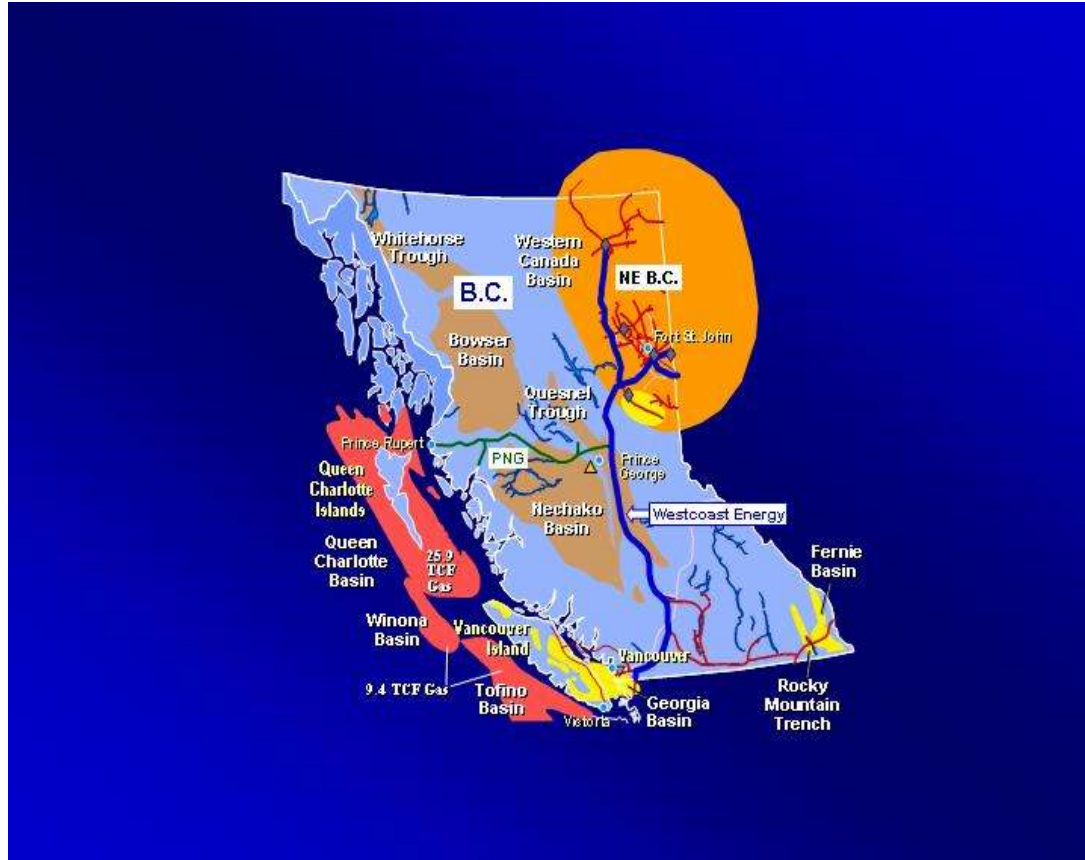 Whitehorse
Trough
Western
Canada
Basin
NE B.C.
B.C.
Bowser
Basin
Fort St. John
Quesnel
Trough
Prince Rupert
PNG
Prince
George
Queen
Charlotte
Islands
Nechako
Basin
Westcoast Energy
Queen
Charlotte
Basin
25.9
TCF
Gas
Fernie
Basin
Winona
Basin
Vancouver
Island
Vancouver
9.4 TCF Gas
Tofino
Basin
Victoria
Georgia
Basin
Rocky
Mountain
Trench